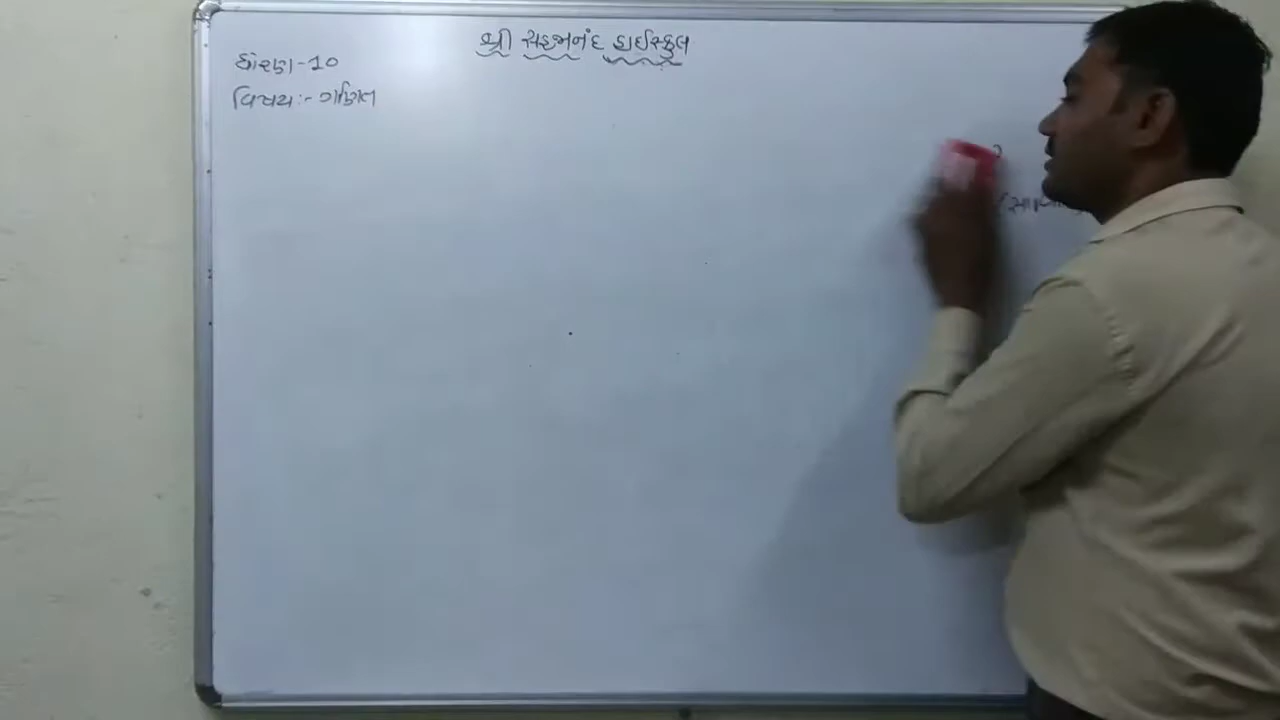 શ્રી સહજાનંદ હાઈસ્કુલ
ધોરણ-10
વિષય:- ગણિત